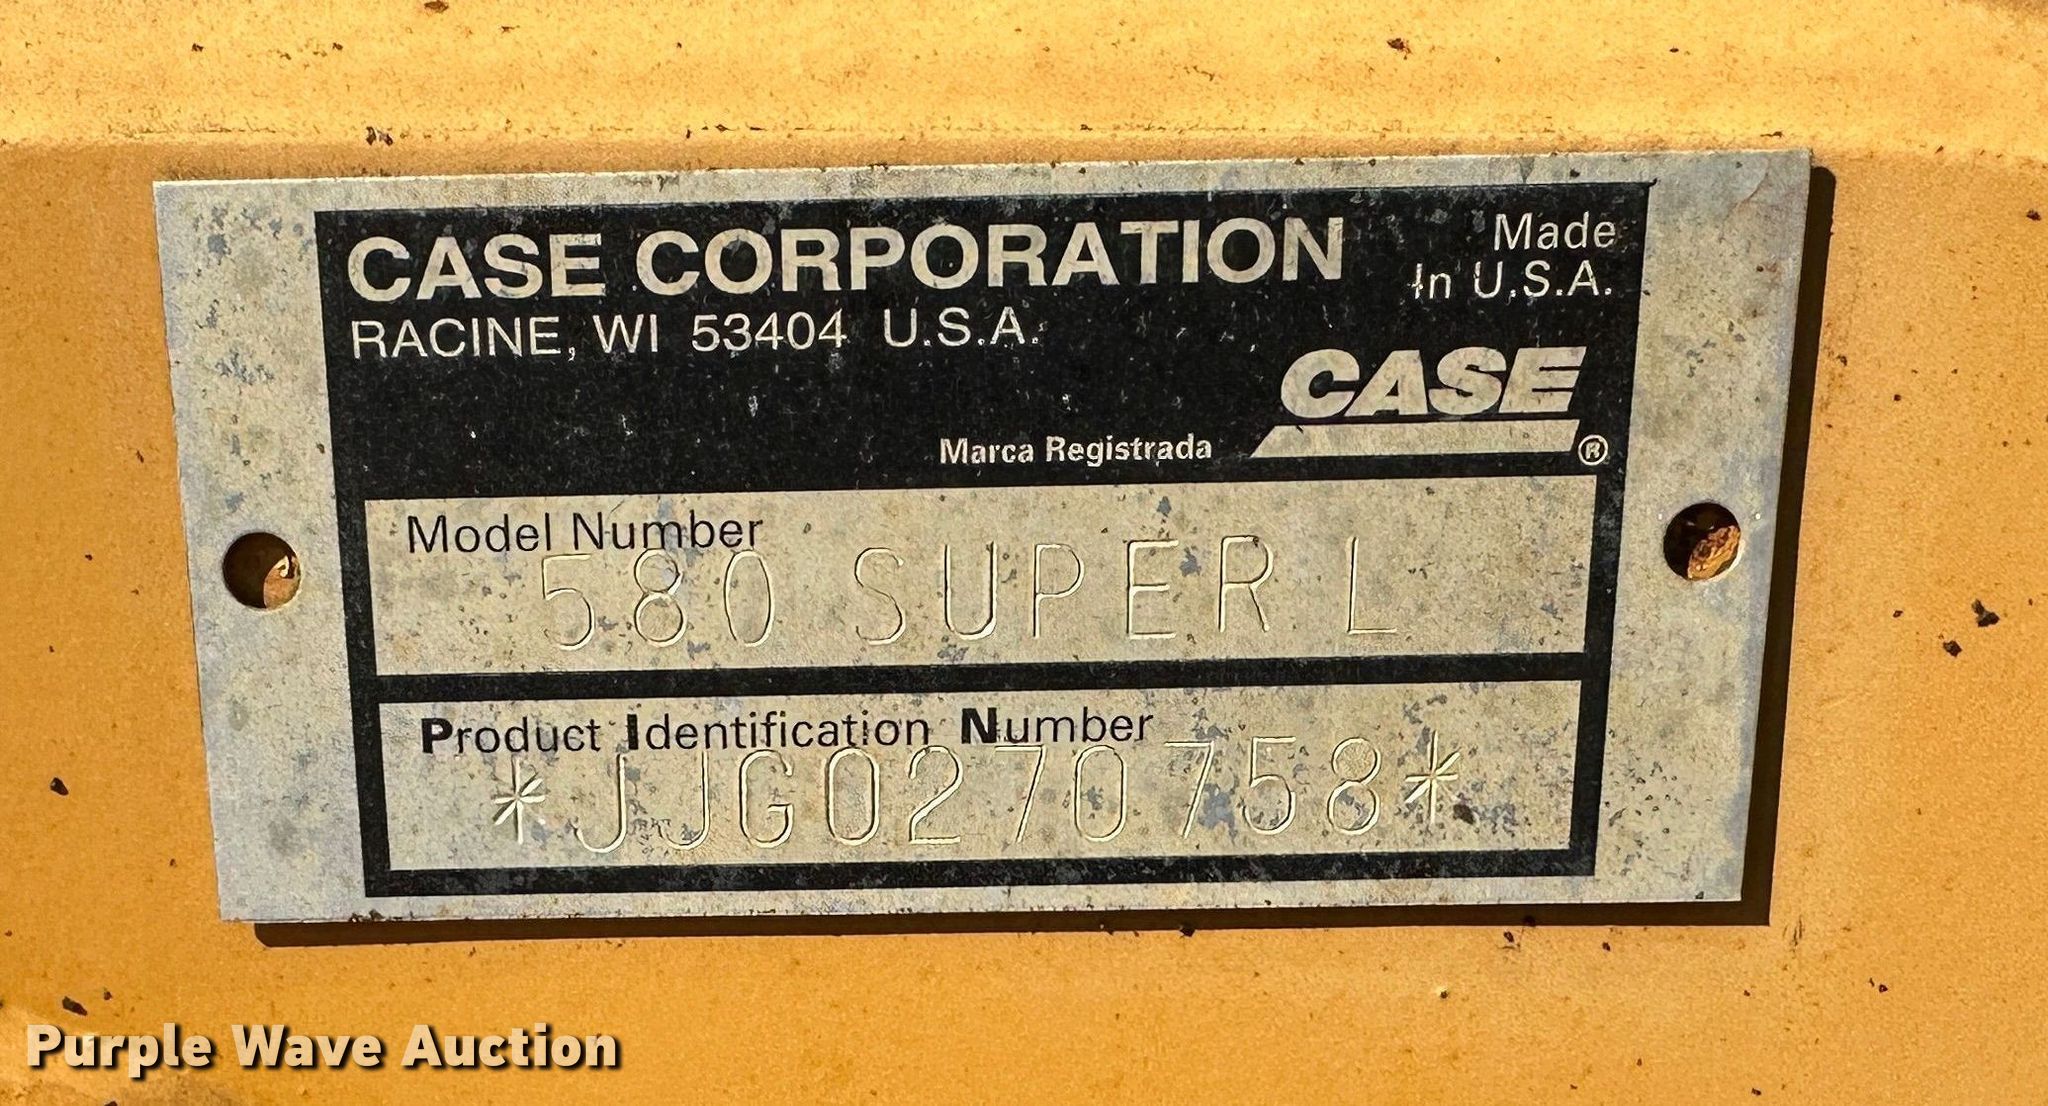 CASE CORPORATION
Made
In U.S.A.
RACINE, WI 53404 U.S.A.
CASE
Marca Registrada
®
Model Number
580 SUPER L
Product Identification Number
*JJG0270758*
Purple Wave Auction